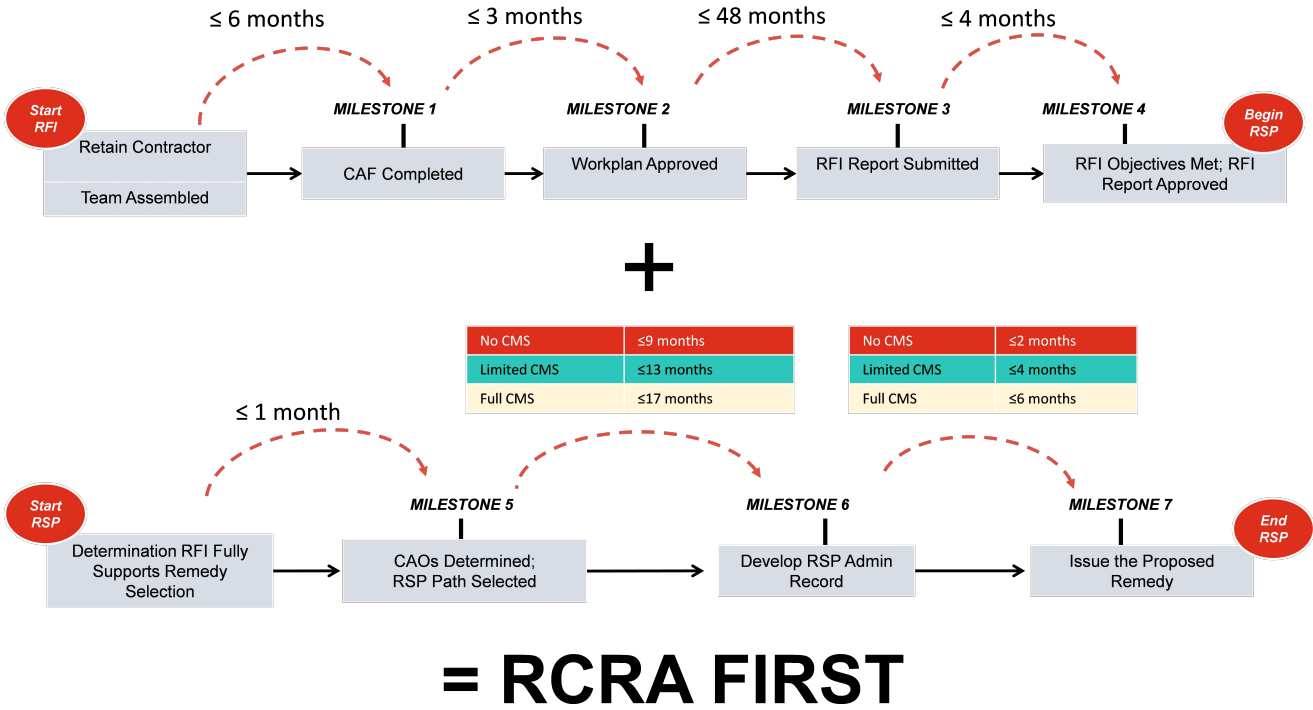 ≤ 6 months
≤ 3 months
≤ 48 months
≤ 4 months
Start
RFI
MILESTONE 1
MILESTONE 2
MILESTONE 3
MILESTONE 4
Begin
RSP
Retain Contractor
Team Assembled
CAF Completed
Workplan Approved
RFI Report Submitted
RFI Objectives Met; RFI
Report Approved
+
No CMS ≤9 months
Limited CMS ≤13 months
Full CMS ≤17 months
No CMS ≤2 months
Limited CMS ≤4 months
Full CMS ≤6 months
≤ 1 month
Start
RSP
MILESTONE 5
MILESTONE 6
MILESTONE 7
End
RSP
Determination RFI Fully
Supports Remedy
Selection
CAOs Determined;
RSP Path Selected
Develop RSP Admin
Record
Issue the Proposed
Remedy
= RCRA FIRST